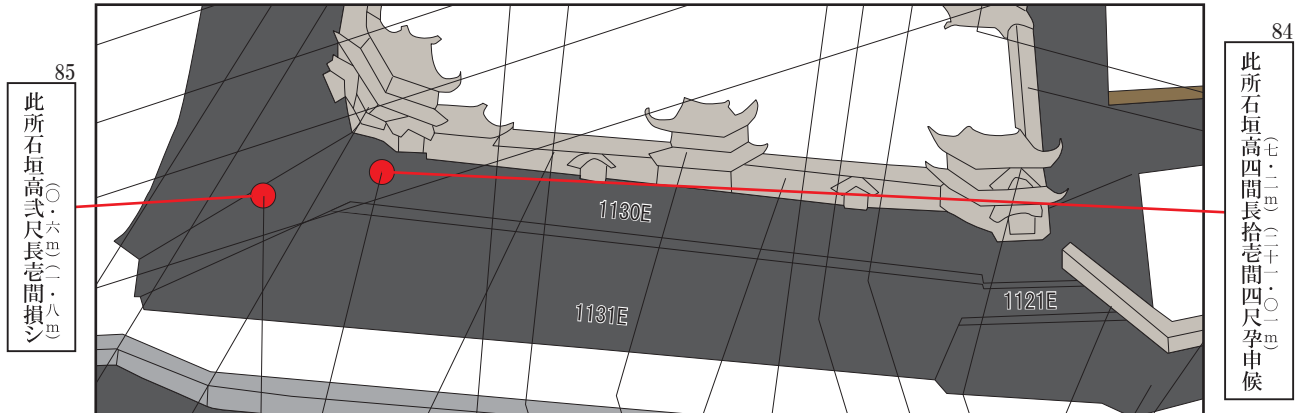 84
此所石垣高四間(七・二m)長拾壱間四尺(二十一・〇一m)孕申候
85
此所石垣高弐尺(〇・六m)長壱間(一・八m)損シ
1130E
1131E
1121E